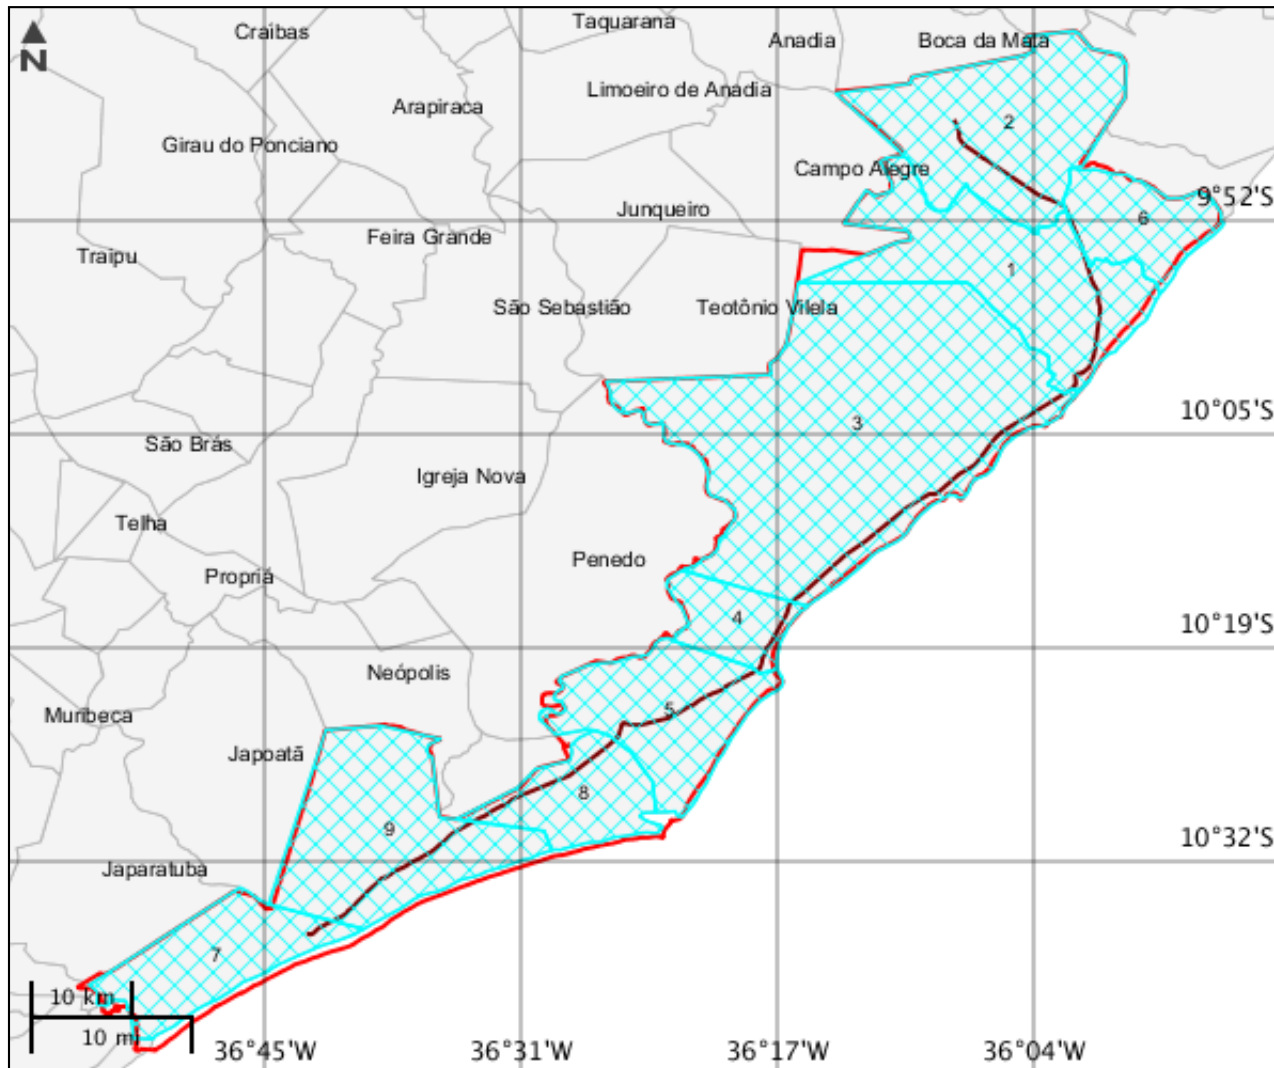 Taquarana
Craíbas
Anadia
Boca da Mata
N
Limoeiro de Anadia
Arapiraca
2
Girau do Ponciano
Campo Alegre
9°52'S
Junqueiro
6
Feira Grande
Traipu
1
São Sebastião
Teotônio Vilela
10°05'S
3
São Brás
Igreja Nova
Telha
Penedo
Propriá
4
10°19'S
Neópolis
5
Muribeca
Japoatã
8
9
10°32'S
Japaratuba
7
10 km
10 mi
36°45'W
36°31'W
36°17'W
36°04'W